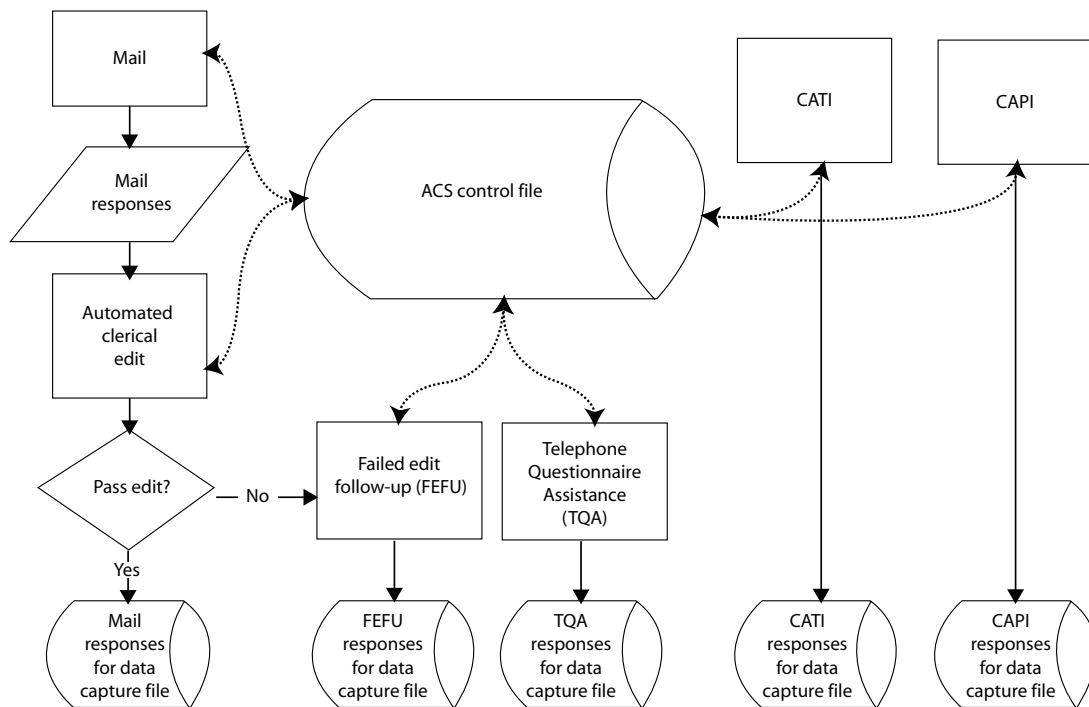 Mail
Mail
responses
Automated
clerical
edit
Pass edit?
No
Yes
Mail
responses
for data
capture file
ACS control file
Failed edit
follow-up (FEFU)
FEFU
responses
for data
capture file
Telephone
Questionnaire
Assistance
(TQA)
TQA
responses
for data
capture file
CATI
CATI
responses
for data
capture file
CAPI
CAPI
responses
for data
capture file